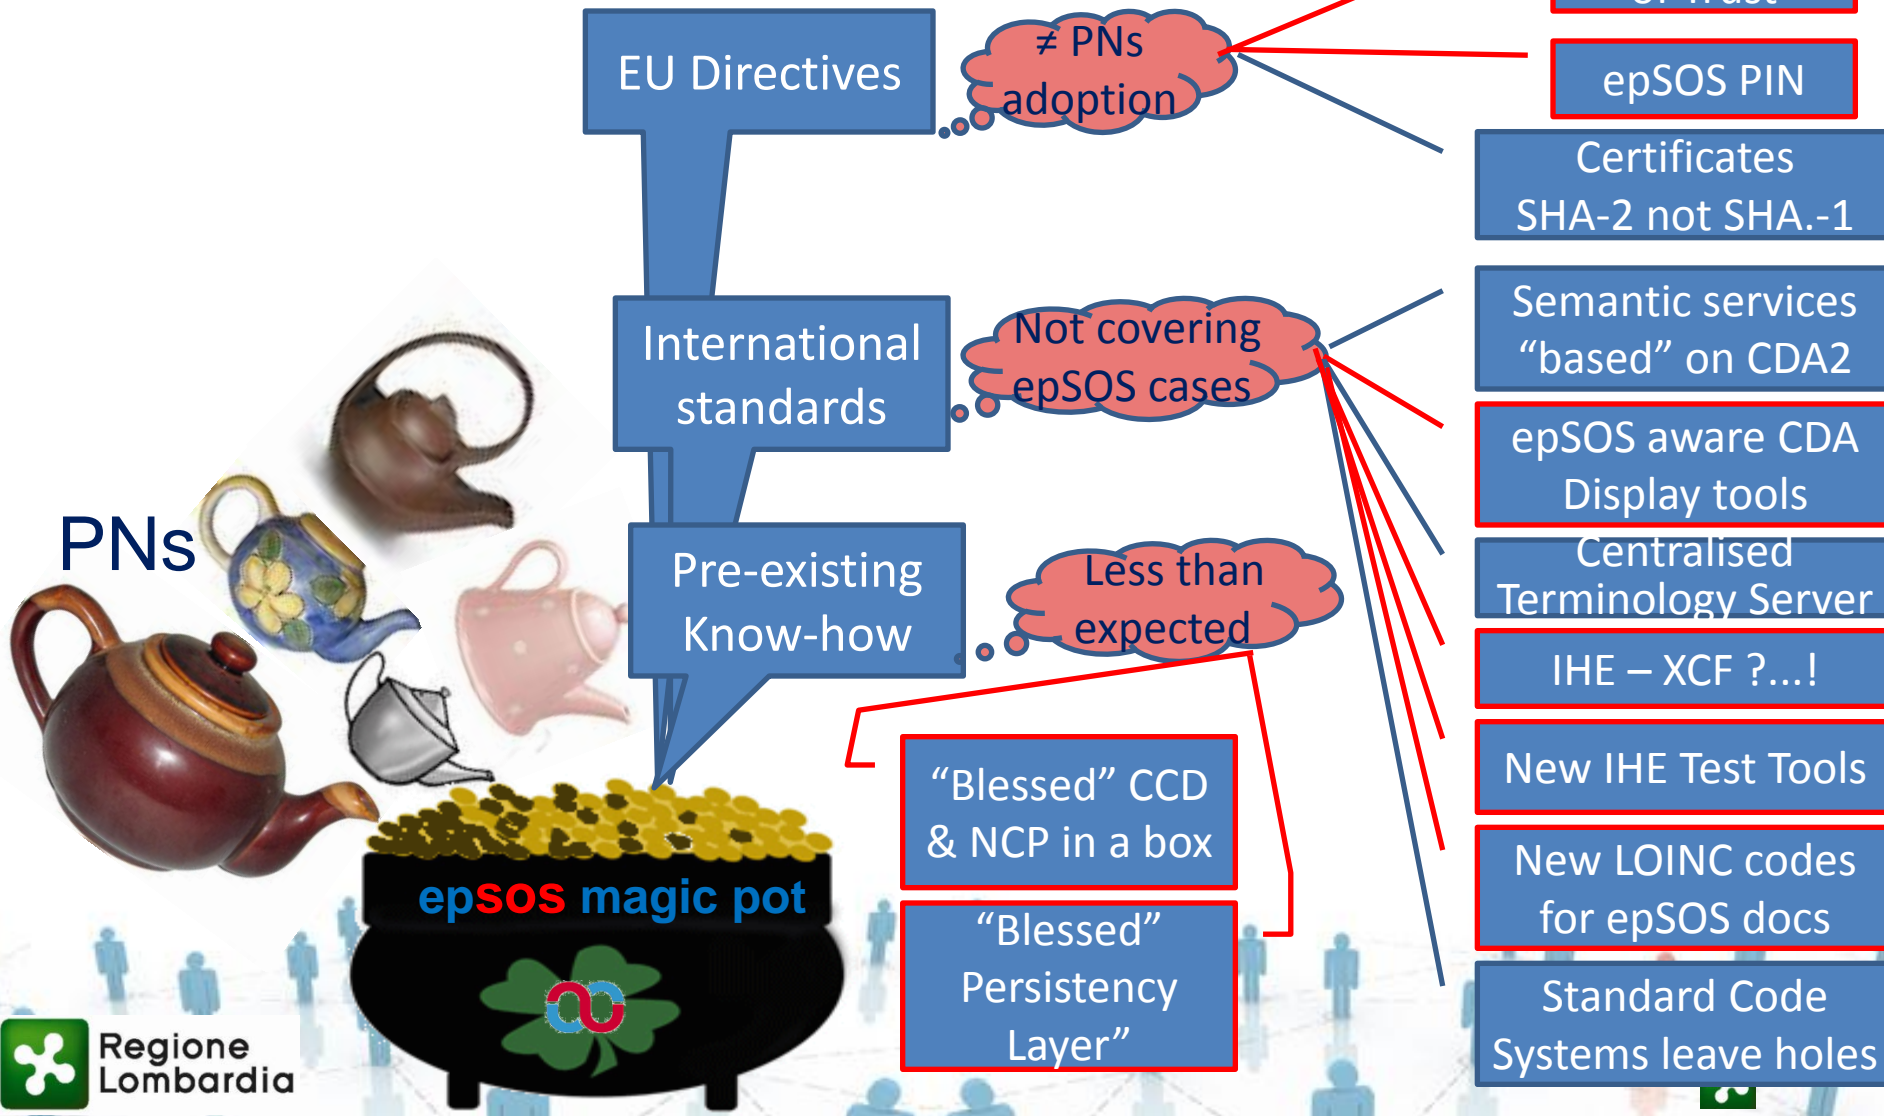 of Trust
EU Directives
≠ PNs
adoption
epSOS PIN
Certificates
SHA-2 not SHA.-1
International
standards
Not covering
epSOS cases
Semantic services
“based” on CDA2
epSOS aware CDA
Display tools
PNs
Pre-existing
Know-how
Less than
expected
Centralised
Terminology Server
IHE – XCF ?...!
“Blessed” CCD
& NCP in a box
New IHE Test Tools
New LOINC codes
for epSOS docs
epsos magic pot
“Blessed”
Persistency
Layer”
Standard Code
Systems leave holes
Regione
Lombardia